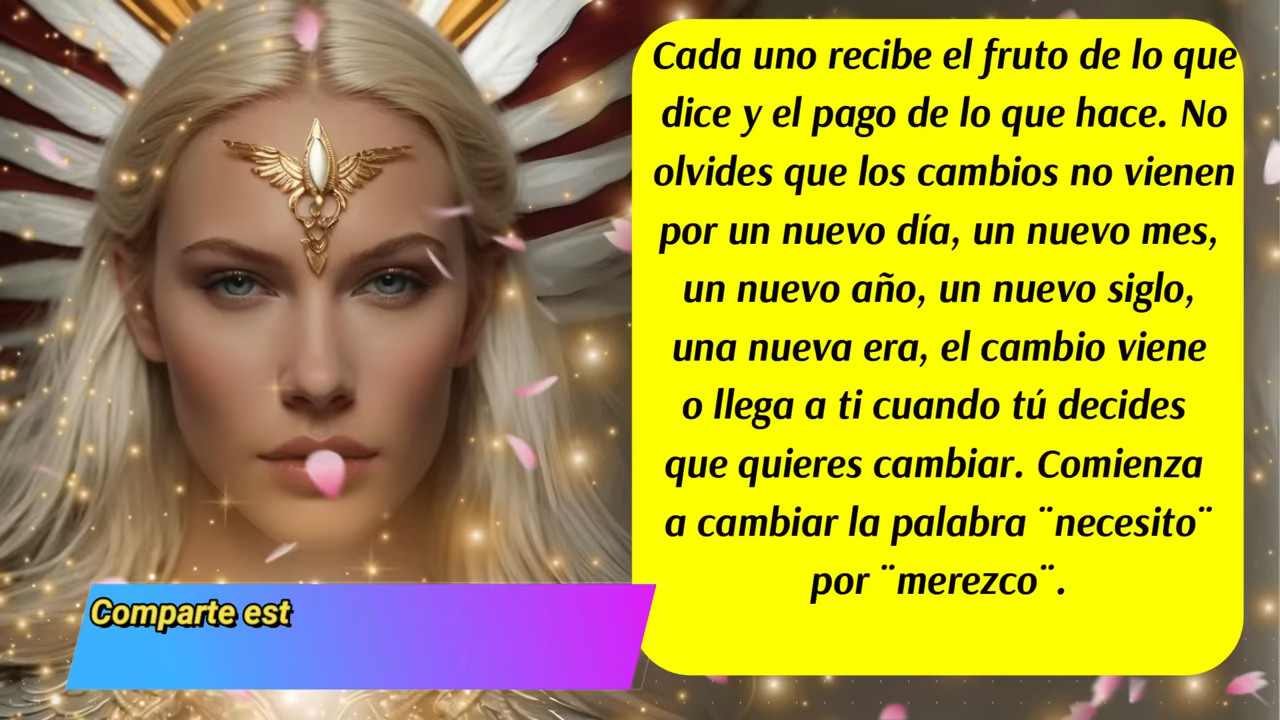 Cada uno recibe el fruto de lo que
dice y el pago de lo que hace. No
olvides que los cambios no vienen
por un nuevo día, un nuevo mes,
un nuevo año, un nuevo siglo,
una nueva era, el cambio viene
o llega a ti cuando tú decides
que quieres cambiar. Comienza
a cambiar la palabra ¨necesito¨
por ¨merezco¨.
Comparte est